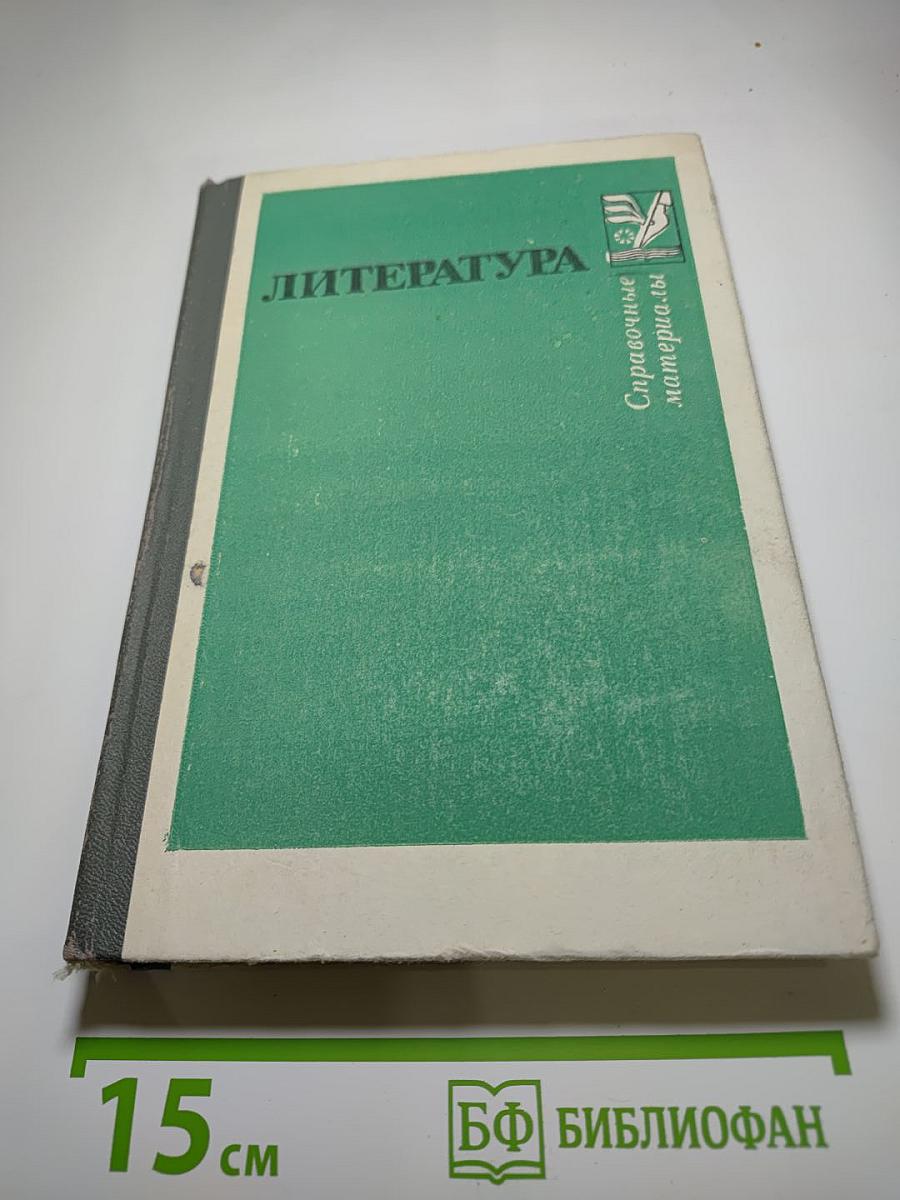 ЛИТЕРАТУРА
Справочные
материалы
15 см
БФ БИБЛИОФАН